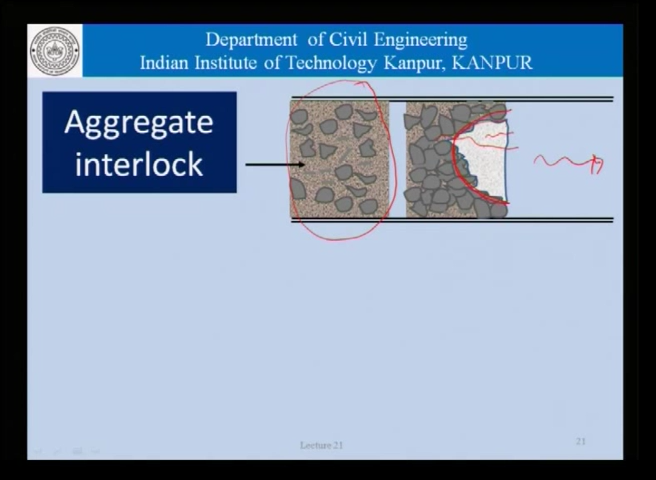 Department of Civil Engineering
Indian Institute of Technology Kanpur, KANPUR
Aggregate
interlock
Lecture 21
21